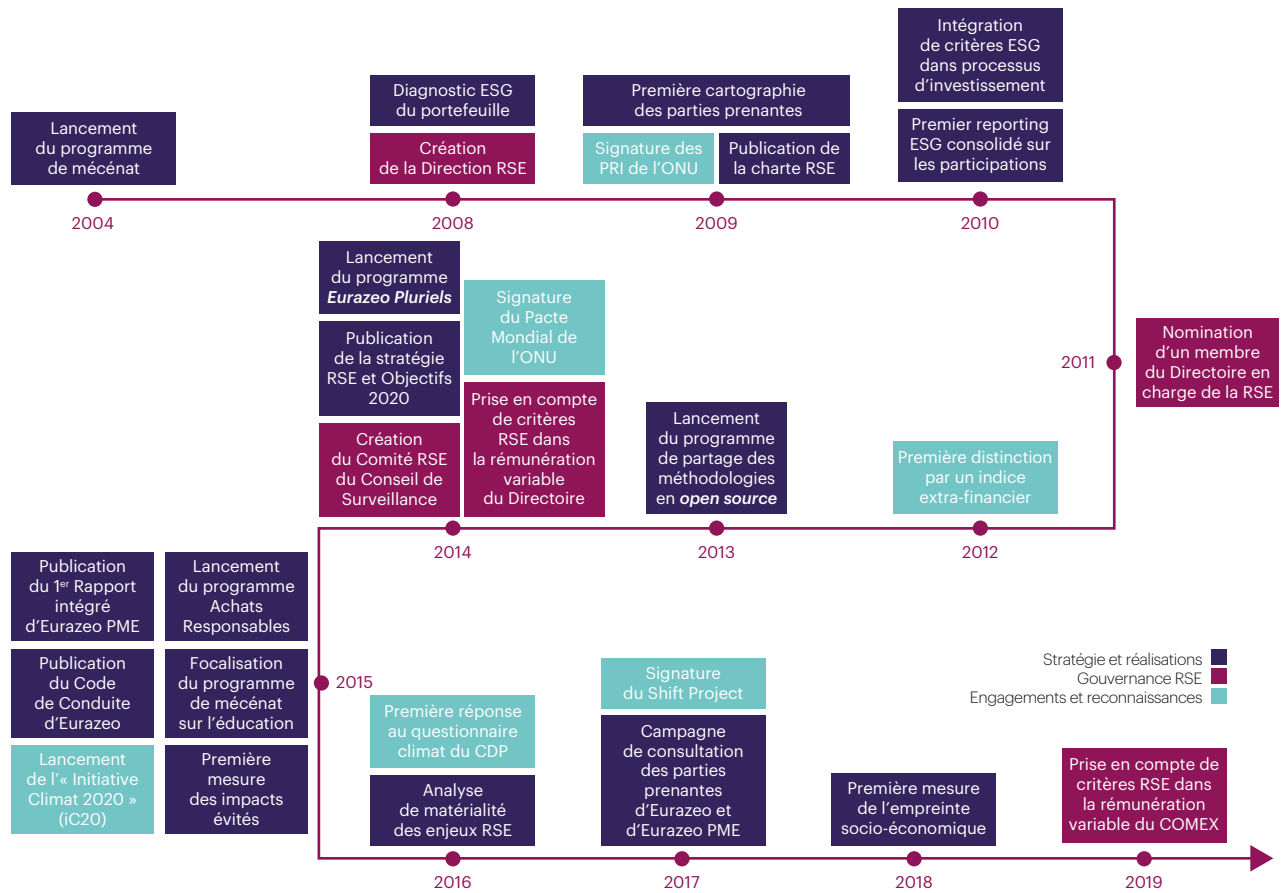 Lancement
du programme
de mécénat
2004
Diagnostic ESG
du portefeuille
Création
de la Direction RSE
2008
Première cartographie
des parties prenantes
Signature des
PRI de l'ONU
Publication de
la charte RSE
2009
Intégration
de critères ESG
dans processus
d'investissement
Premier reporting
ESG consolidé sur
les participations
2010
Nomination
d'un membre
du Directoire en
charge de la RSE
2011
Première distinction
par un indice
extra-financier
2012
Lancement
du programme
de partage des
méthodologies
en open source
2013
Lancement
du programme
Eurazeo Pluriels
Publication
de la stratégie
RSE et Objectifs
2020
Création
du Comité RSE
du Conseil de
Surveillance
Signature
du Pacte
Mondial de
l'ONU
Prise en compte
de critères
RSE dans
la rémunération
variable
du Directoire
2014
Publication
du 1er Rapport
intégré
d'Eurazeo PME
Lancement
du programme
Achats
Responsables
Publication
du Code
de Conduite
d'Eurazeo
Focalisation
du programme
de mécénat
sur l'éducation
Lancement
de l'« Initiative
Climat 2020 »
(iC20)
Première
mesure
des impacts
évités
2015
Première réponse
au questionnaire
climat du CDP
Analyse
de matérialité
des enjeux RSE
2016
Signature
du Shift Project
Campagne
de consultation
des parties
prenantes
d'Eurazeo et
d'Eurazeo PME
2017
Première mesure
de l'empreinte
socio-économique
2018
Prise en compte de
critères RSE dans
la rémunération
variable du COMEX
2019
Stratégie et réalisations
Gouvernance RSE
Engagements et reconnaissances